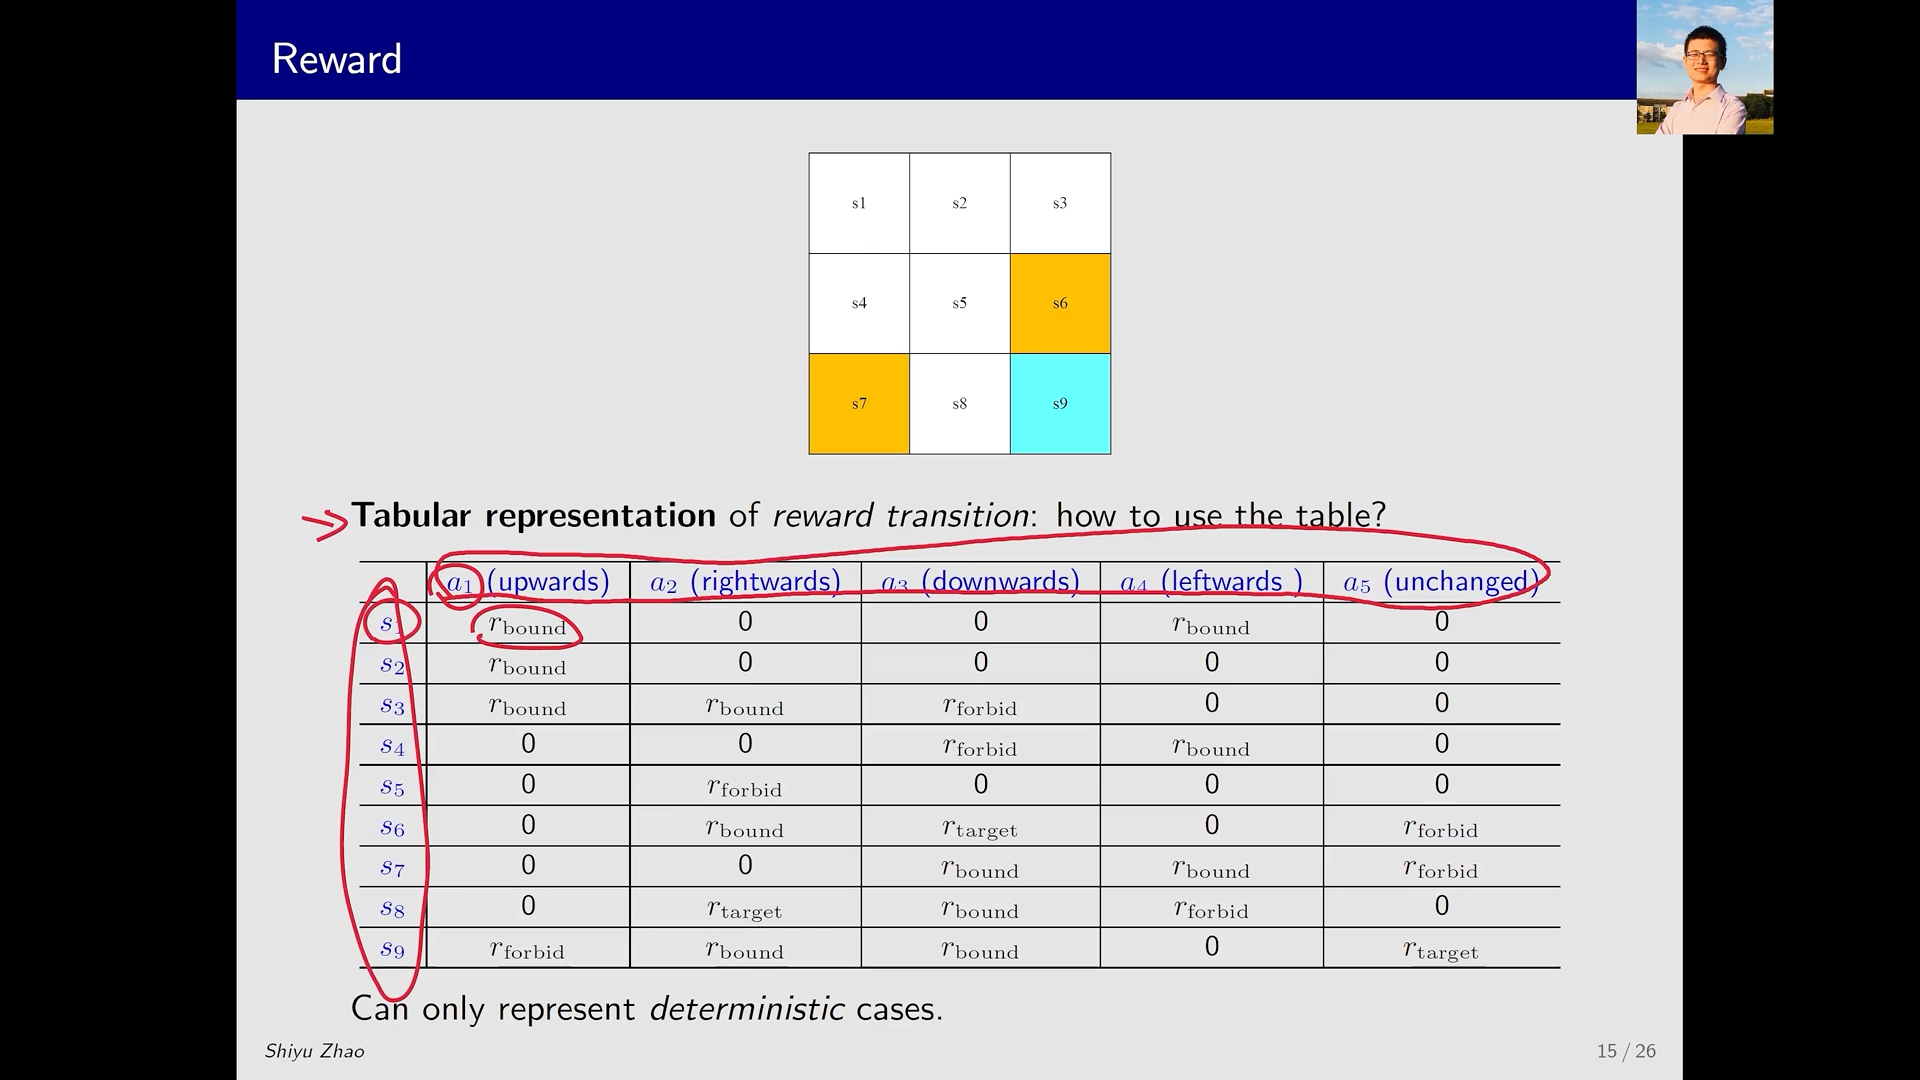 Reward
s1 s2 s3
s4 s5 s6
s7 s8 s9
Tabular representation of reward transition: how to use the table?
a1 (upwards) a2 (rightwards) a3 (downwards) a4 (leftwards ) a5 (unchanged)
s1 rbound 0 0 rbound 0
s2 rbound 0 0 0 0
s3 rbound rbound rforbid 0 0
s4 0 0 rforbid rbound 0
s5 0 rforbid 0 0 0
s6 0 rbound rtarget 0 rforbid
s7 0 0 rbound rbound rforbid
s8 0 rtarget rbound rforbid 0
s9 rforbid rbound rbound 0 rtarget
Can only represent deterministic cases.
Shiyu Zhao 15 / 26